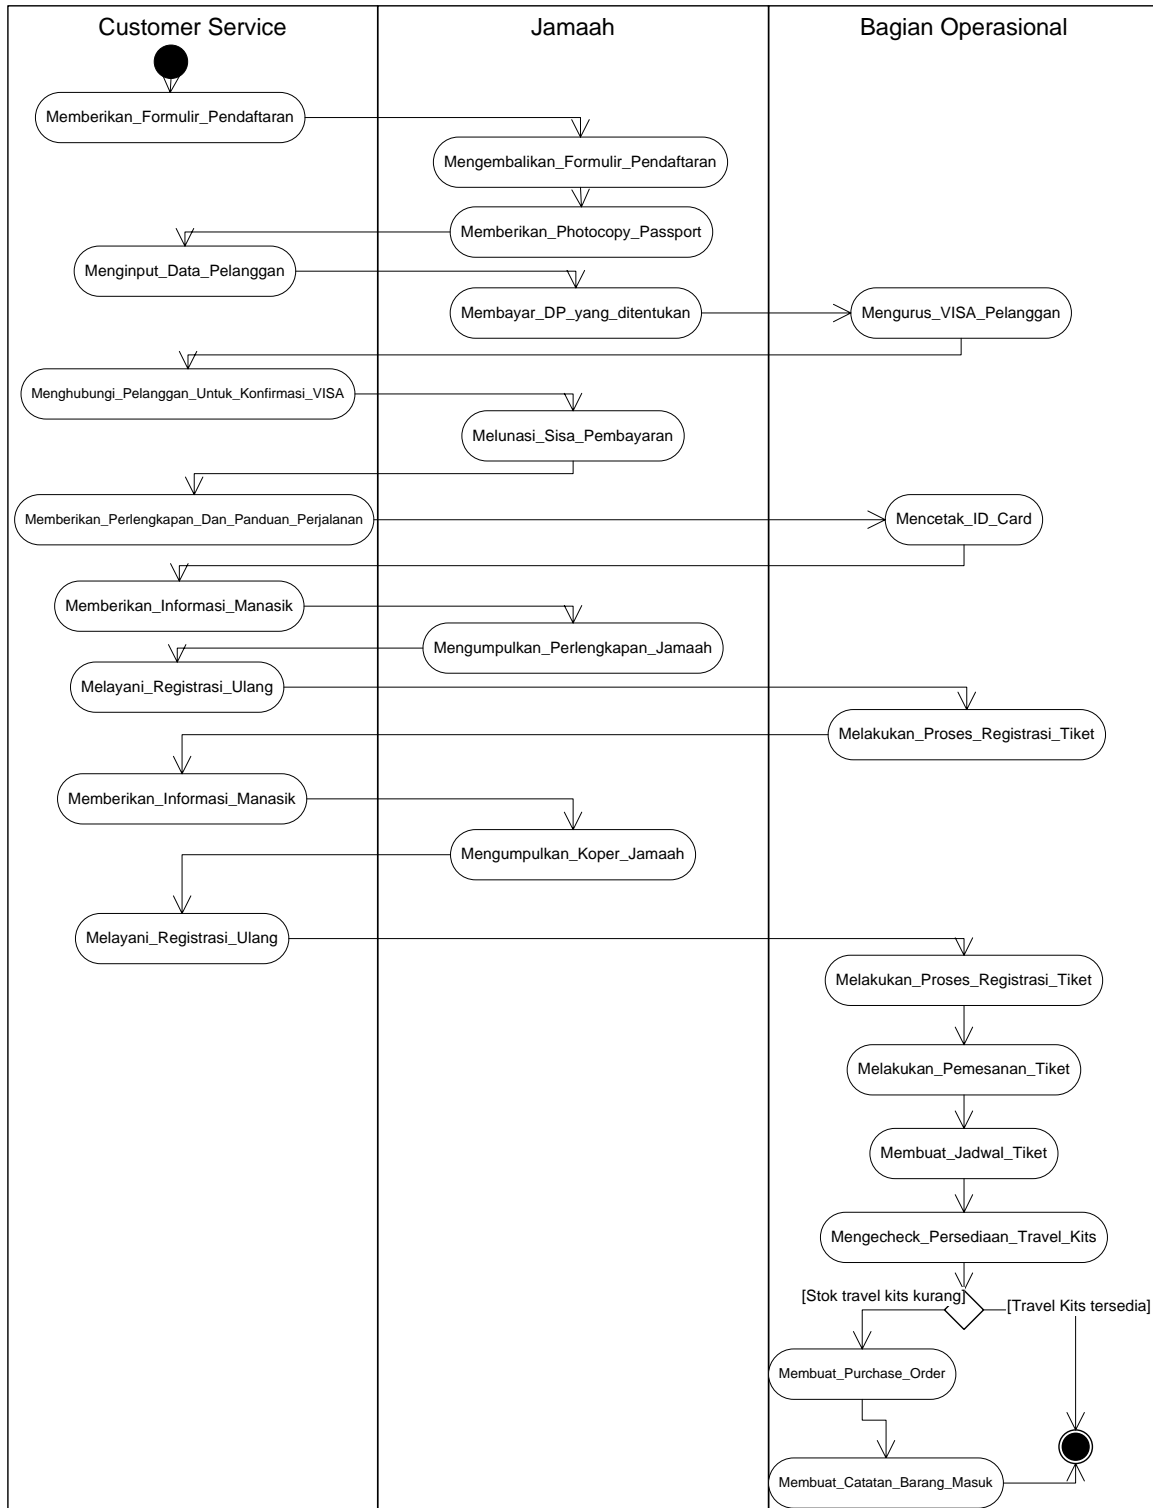 Customer Service
Jamaah
Bagian Operasional
Memberikan_Formulir_Pendaftaran
Mengembalikan_Formulir_Pendaftaran
Memberikan_Photocopy_Passport
Menginput_Data_Pelanggan
Membayar_DP_yang_ditentukan
Mengurus_VISA_Pelanggan
Menghubungi_Pelanggan_Untuk_Konfirmasi_VISA
Melunasi_Sisa_Pembayaran
Memberikan_Perlengkapan_Dan_Panduan_Perjalanan
Mencetak_ID_Card
Memberikan_Informasi_Manasik
Mengumpulkan_Perlengkapan_Jamaah
Melayani_Registrasi_Ulang
Melakukan_Proses_Registrasi_Tiket
Memberikan_Informasi_Manasik
Mengumpulkan_Koper_Jamaah
Melayani_Registrasi_Ulang
Melakukan_Proses_Registrasi_Tiket
Melakukan_Pemesanan_Tiket
Membuat_Jadwal_Tiket
Mengecheck_Persediaan_Travel_Kits
[Stok travel kits kurang]
[Travel Kits tersedia]
Membuat_Purchase_Order
Membuat_Catatan_Barang_Masuk